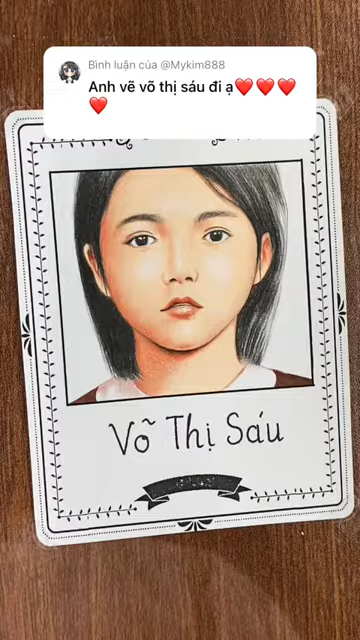 Bình luận của @Mykim888
Anh vẽ võ thị sáu đi ạ❤️❤️❤️
❤️
Võ Thị Sáu